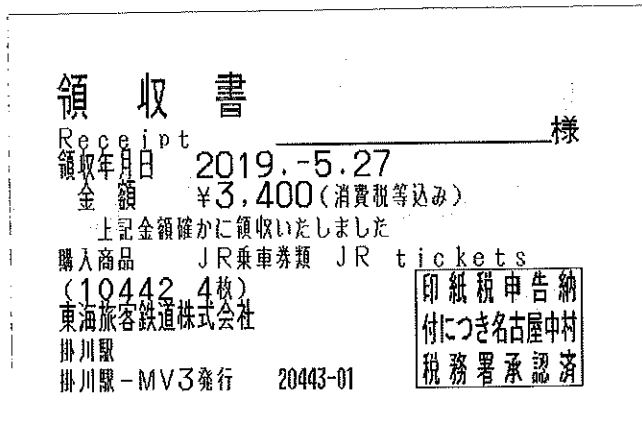 領収書
Receipt 様
領収年月日 2019.-5.27
金額 ¥3,400(消費税等込み)
上記金額確かに領収いたしました
購入商品 JR乗車券類 JR tickets
(10442 4枚)
東海旅客鉄道株式会社
掛川駅
掛川駅-MV3発行 20443-01
印紙税申告納
付につき名古屋中村
税務署承認済